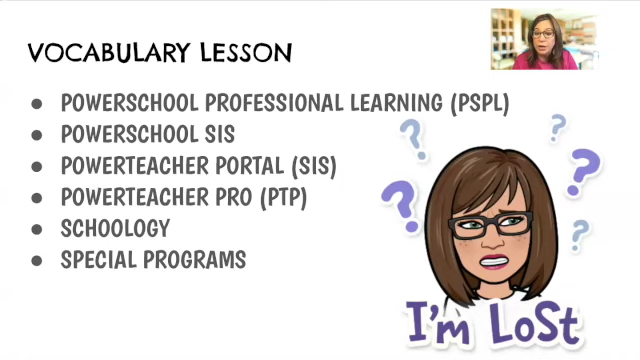 VOCABULARY LESSON
● POWERSCHOOL PROFESSIONAL LEARNING (PSPL)
● POWERSCHOOL SIS
● POWERTEACHER PORTAL (SIS)
● POWERTEACHER PRO (PTP)
● SCHOOLOGY
● SPECIAL PROGRAMS
? ? ? ? ?
I'm LoSt